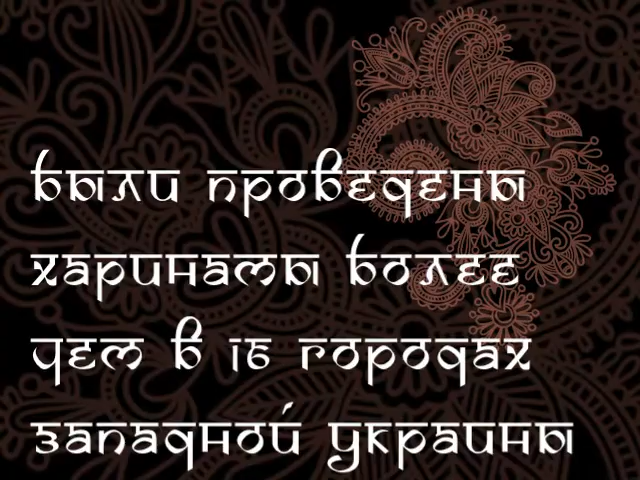 были проведены
харинамы более
чем в 16 городах
западной украины